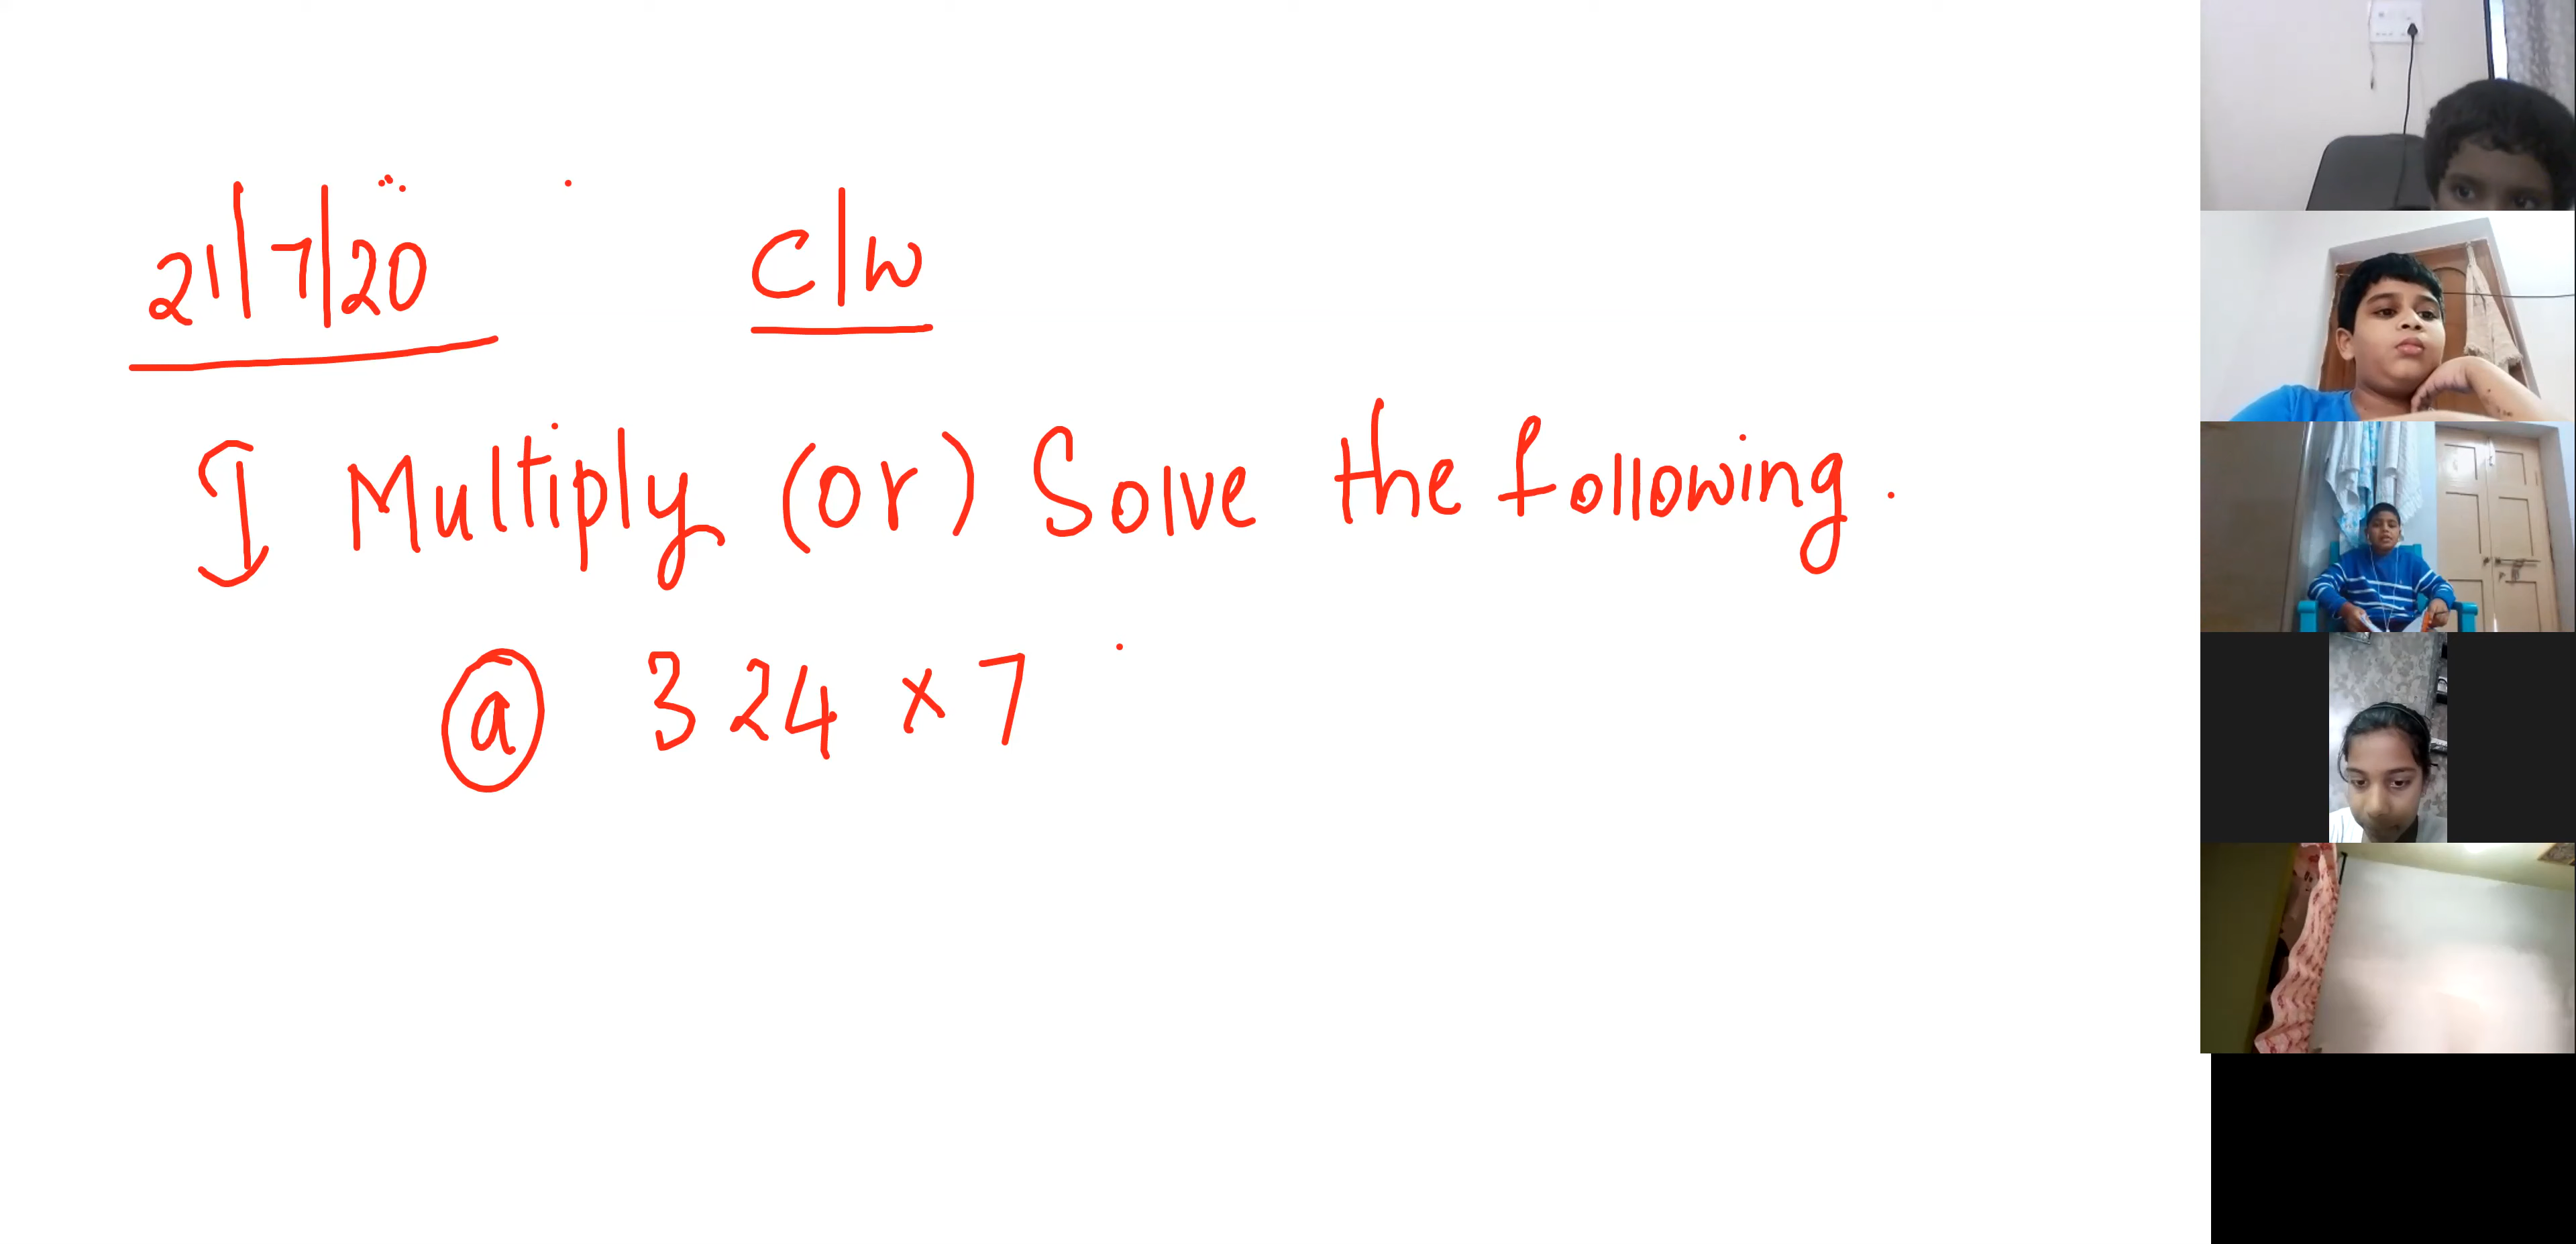 21/7/20 C/W
I Multiply (or) Solve the following.
(a) 324 × 7